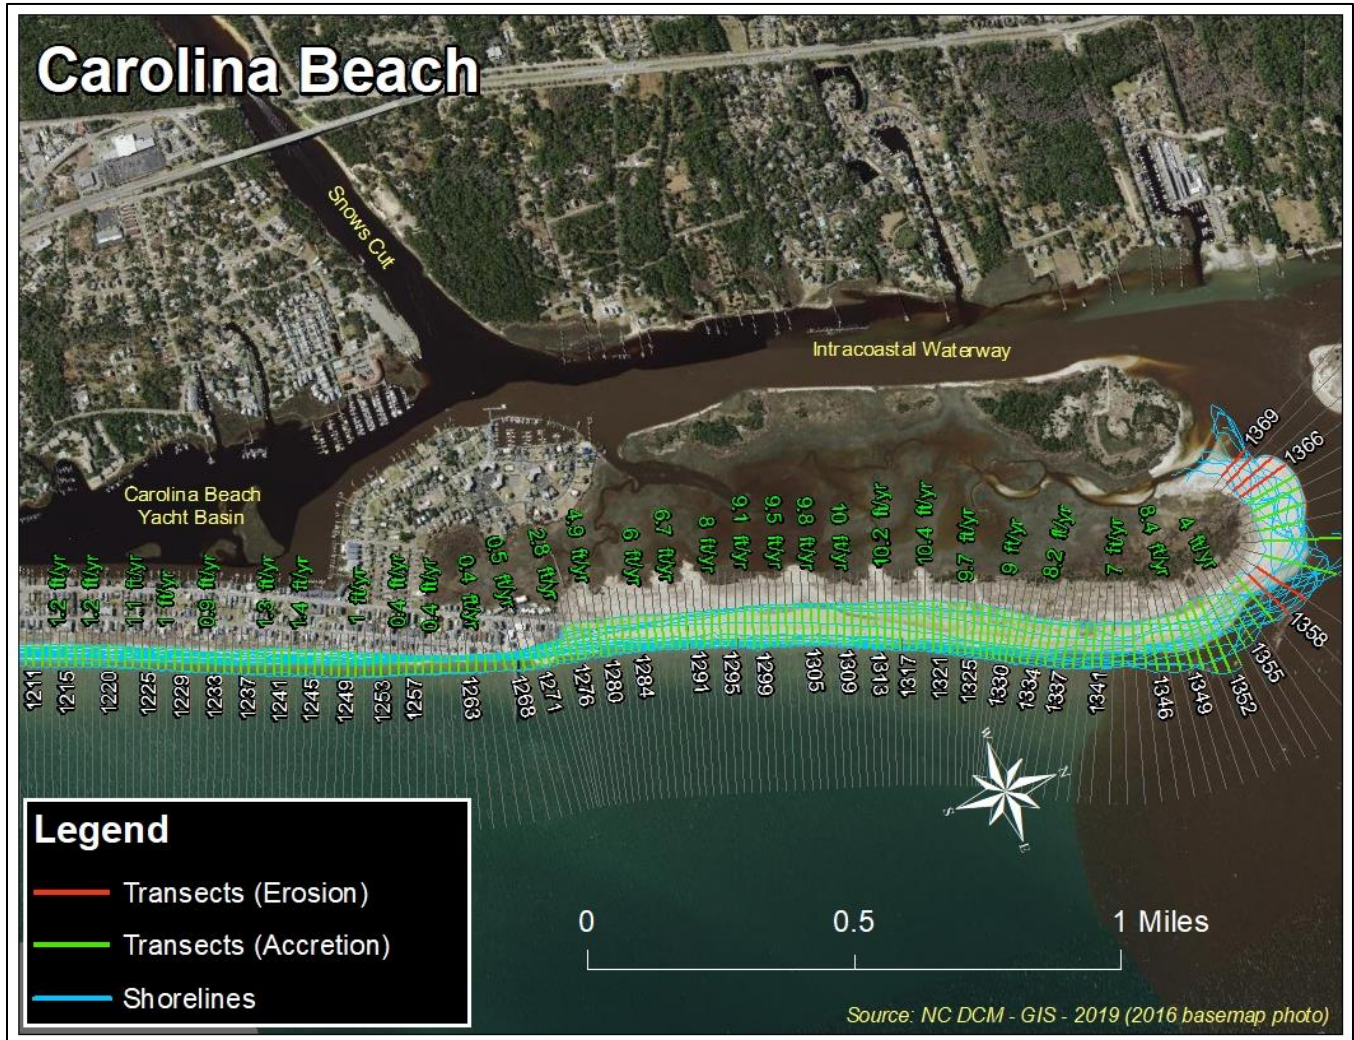 Carolina Beach
Snows Cut
Intracoastal Waterway
Carolina Beach
Yacht Basin
1369
1366
1358
1355
1352
1.2 ft/yr
1.2 ft/yr
1.1 ft/yr
1 ft/yr
0.9 ft/yr
1.3 ft/yr
1.4 ft/yr
1 ft/yr
0.4 ft/yr
0.4 ft/yr
0.4 ft/yr
0.5 ft/yr
2.8 ft/yr
4.9 ft/yr
6 ft/yr
6.7 ft/yr
8 ft/yr
9.1 ft/yr
9.5 ft/yr
9.8 ft/yr
10 ft/yr
10.2 ft/yr
10.4 ft/yr
9.7 ft/yr
9 ft/yr
8.2 ft/yr
7 ft/yr
8.4 ft/yr
4 ft/yr
1211
1215
1220
1225
1229
1233
1237
1241
1245
1249
1253
1257
1263
1268
1271
1276
1280
1284
1291
1295
1299
1305
1309
1313
1317
1321
1325
1330
1334
1337
1341
1346
1349
W
N
S
E
Legend
Transects (Erosion)
Transects (Accretion)
Shorelines
0 0.5 1 Miles
Source: NC DCM - GIS - 2019 (2016 basemap photo)